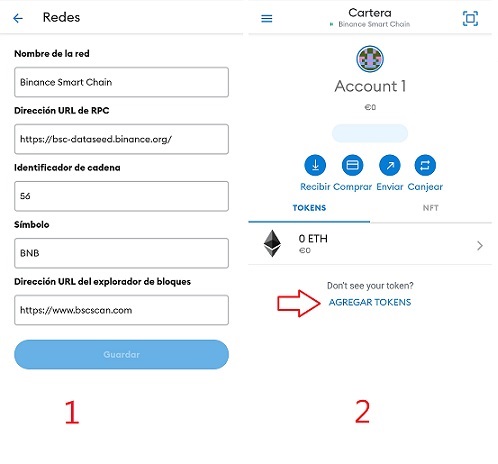 Redes
Nombre de la red
Binance Smart Chain
Dirección URL de RPC
https://bsc-dataseed.binance.org/
Identificador de cadena
56
Símbolo
BNB
Dirección URL del explorador de bloques
https://www.bscscan.com
Guardar
1
Cartera
Binance Smart Chain
Account 1
€0
Recibir Comprar Enviar Canjear
TOKENS NFT
0 ETH
€0
Don't see your token?
AGREGAR TOKENS
2